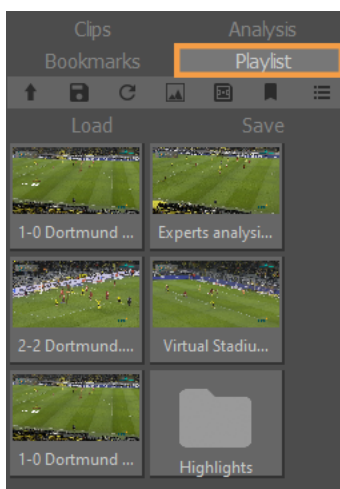 Clips Analysis
Bookmarks Playlist
Load Save
1-0 Dortmund ... Experts analysi...
2-2 Dortmund.... Virtual Stadiu...
1-0 Dortmund ... Highlights